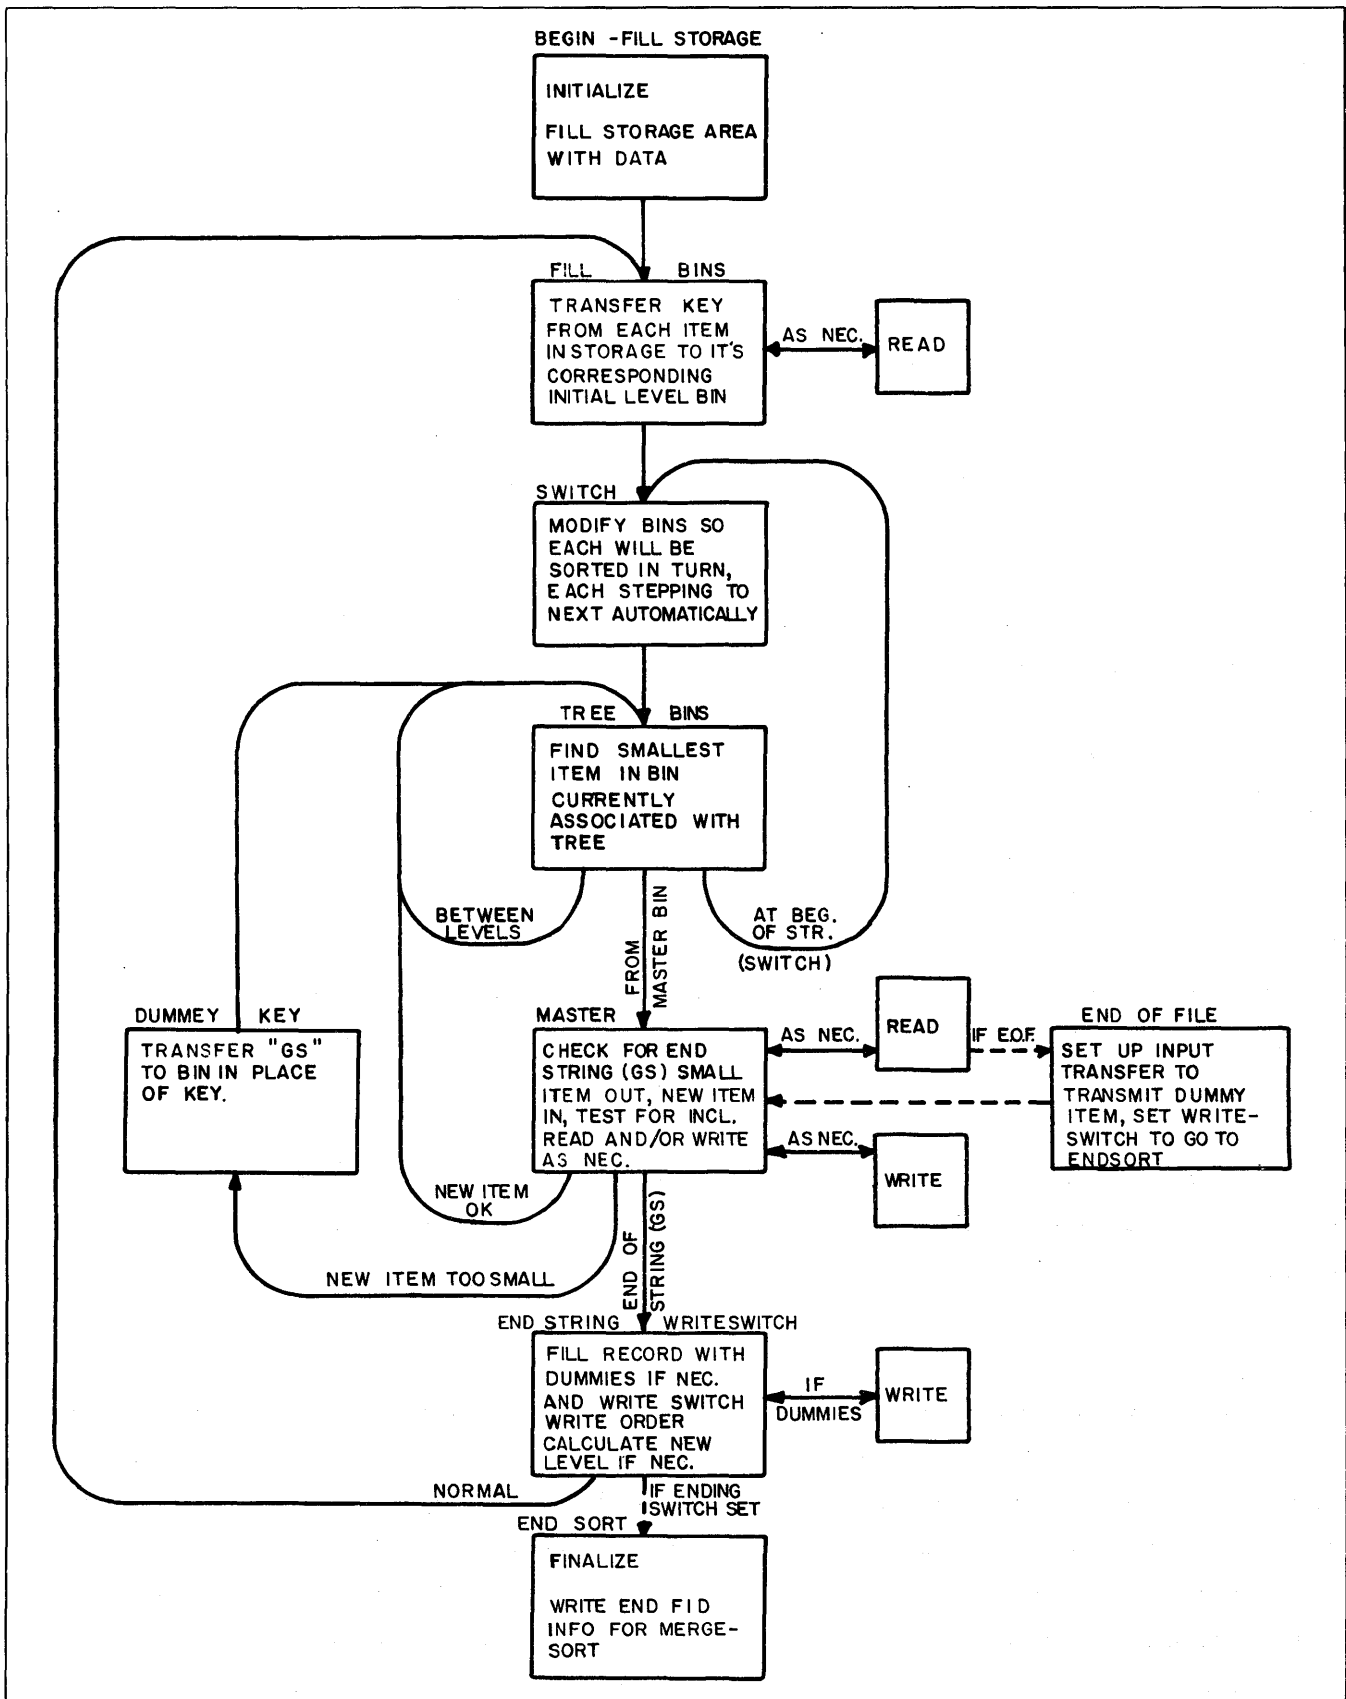 BEGIN - FILL STORAGE
INITIALIZE
FILL STORAGE AREA
WITH DATA
FILL BINS
TRANSFER KEY
FROM EACH ITEM
IN STORAGE TO IT'S
CORRESPONDING
INITIAL LEVEL BIN
AS NEC.
READ
SWITCH
MODIFY BINS SO
EACH WILL BE
SORTED IN TURN,
EACH STEPPING TO
NEXT AUTOMATICALLY
TREE BINS
FIND SMALLEST
ITEM IN BIN
CURRENTLY
ASSOCIATED WITH
TREE
BETWEEN
LEVELS
FROM
MASTER BIN
AT BEG.
OF STR.
(SWITCH)
DUMMEY KEY
TRANSFER "GS"
TO BIN IN PLACE
OF KEY.
MASTER
CHECK FOR END
STRING (GS) SMALL
ITEM OUT, NEW ITEM
IN, TEST FOR INCL.
READ AND/OR WRITE
AS NEC.
AS NEC.
READ
IF E.O.F.
END OF FILE
SET UP INPUT
TRANSFER TO
TRANSMIT DUMMY
ITEM, SET WRITE-
SWITCH TO GO TO
ENDSORT
AS NEC.
WRITE
NEW ITEM
OK
NEW ITEM TOO SMALL
END OF
STRING (GS)
END STRING WRITESWITCH
FILL RECORD WITH
DUMMIES IF NEC.
AND WRITE SWITCH
WRITE ORDER
CALCULATE NEW
LEVEL IF NEC.
IF
DUMMIES
WRITE
NORMAL
IF ENDING
SWITCH SET
END SORT
FINALIZE
WRITE END FID
INFO FOR MERGE-
SORT